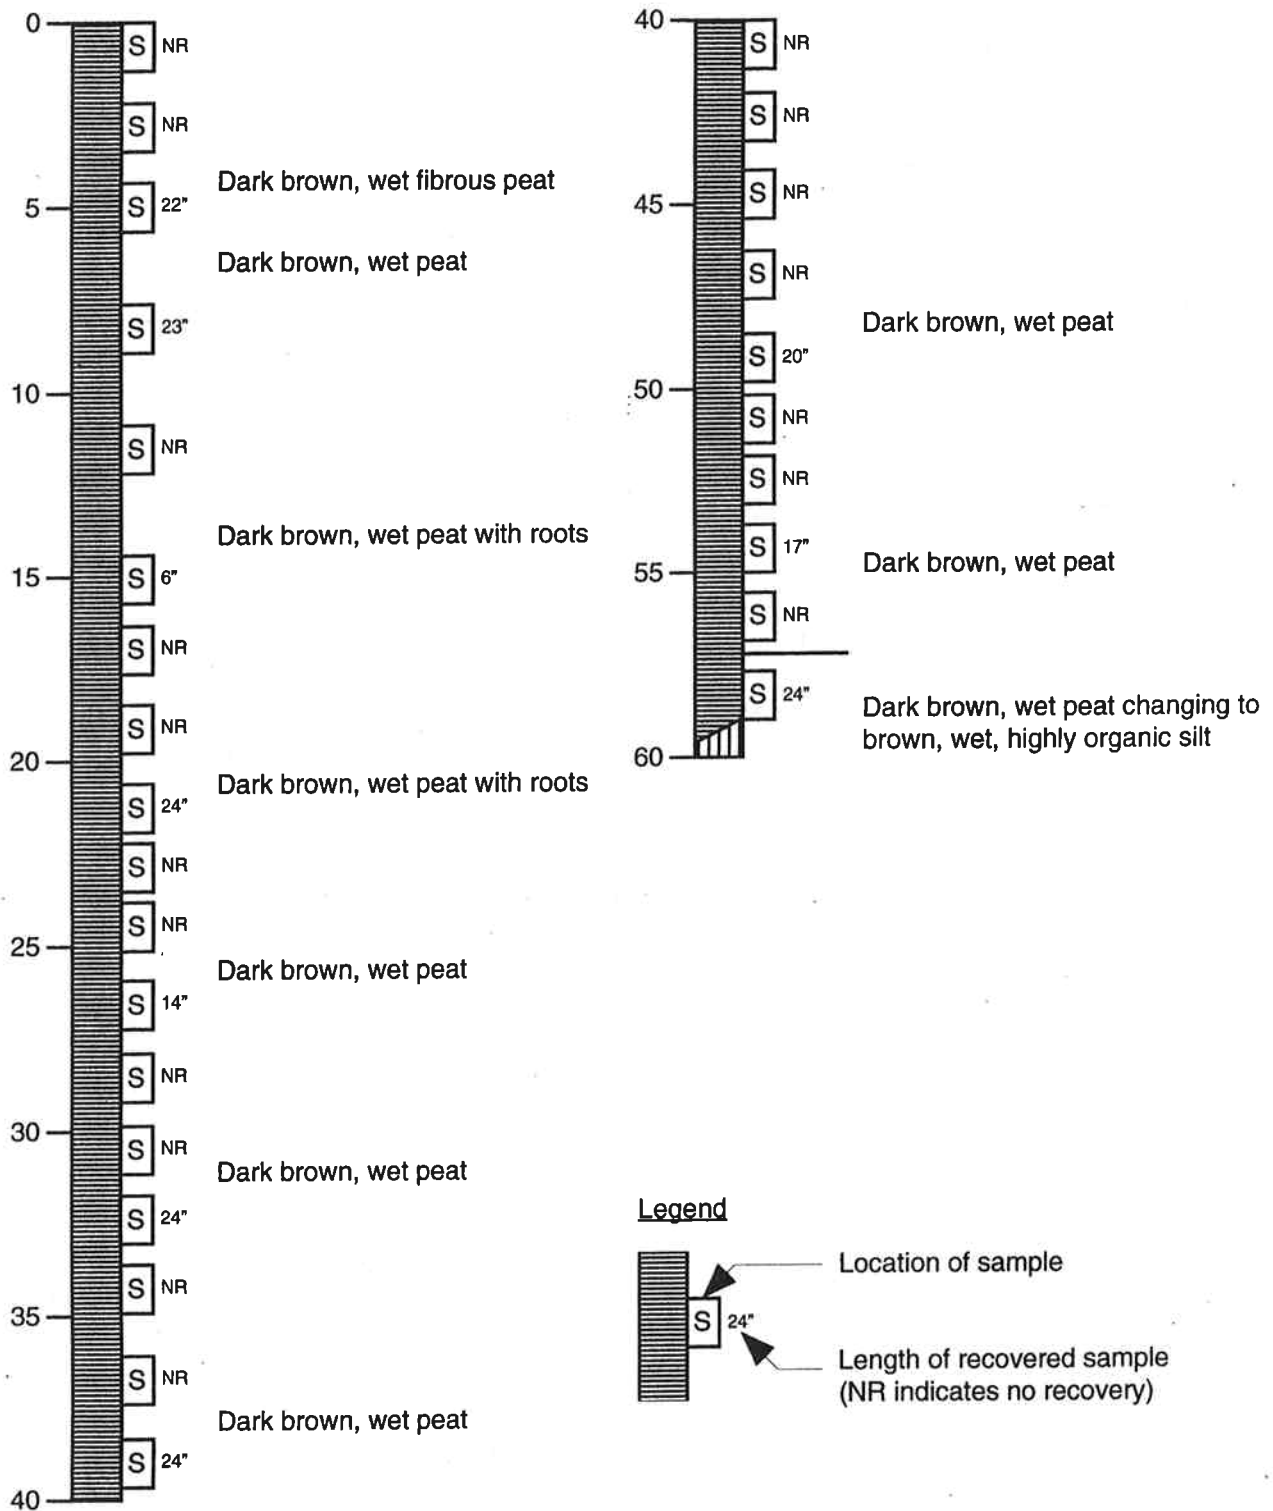 0
S NR
S NR
Dark brown, wet fibrous peat
5
S 22"
Dark brown, wet peat
S 23"
10
S NR
Dark brown, wet peat with roots
15
S 6"
S NR
S NR
20
Dark brown, wet peat with roots
S 24"
S NR
S NR
25
Dark brown, wet peat
S 14"
S NR
30
S NR
Dark brown, wet peat
S 24"
S NR
35
S NR
Dark brown, wet peat
S 24"
40
40
S NR
S NR
45
S NR
S NR
Dark brown, wet peat
S 20"
50
S NR
S NR
S 17"
Dark brown, wet peat
55
S NR
S 24"
Dark brown, wet peat changing to
brown, wet, highly organic silt
60
Legend
Location of sample
S 24"
Length of recovered sample
(NR indicates no recovery)